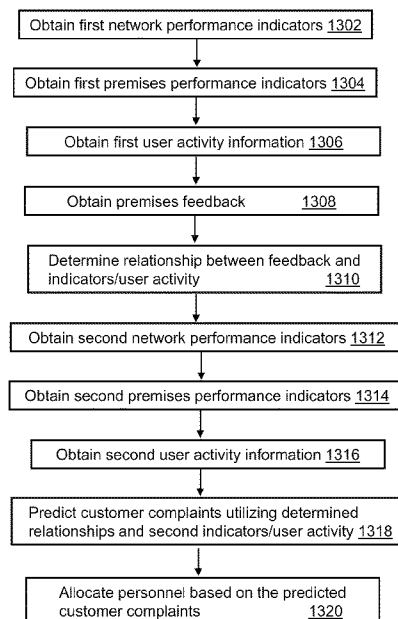 Obtain first network performance indicators 1302
Obtain first premises performance indicators 1304
Obtain first user activity information 1306
Obtain premises feedback 1308
Determine relationship between feedback and
indicators/user activity 1310
Obtain second network performance indicators 1312
Obtain second premises performance indicators 1314
Obtain second user activity information 1316
Predict customer complaints utilizing determined
relationships and second indicators/user activity 1318
Allocate personnel based on the predicted
customer complaints 1320